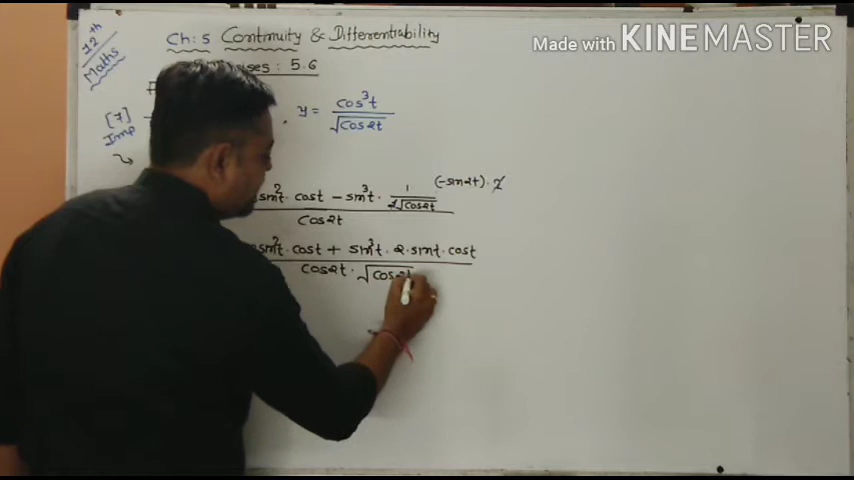 12th
Maths
Made with KINEMASTER
Ch: 5 Continuity & Differentiability
: 5.6
[7] y = cos³t / √cos2t
Imp
sin²t · cost − sin³t · 1 / 2√cos2t (−sin2t) · 2
cos2t
sin²t · cost + sin³t · 2 · sint · cost
cos2t · √cos2t